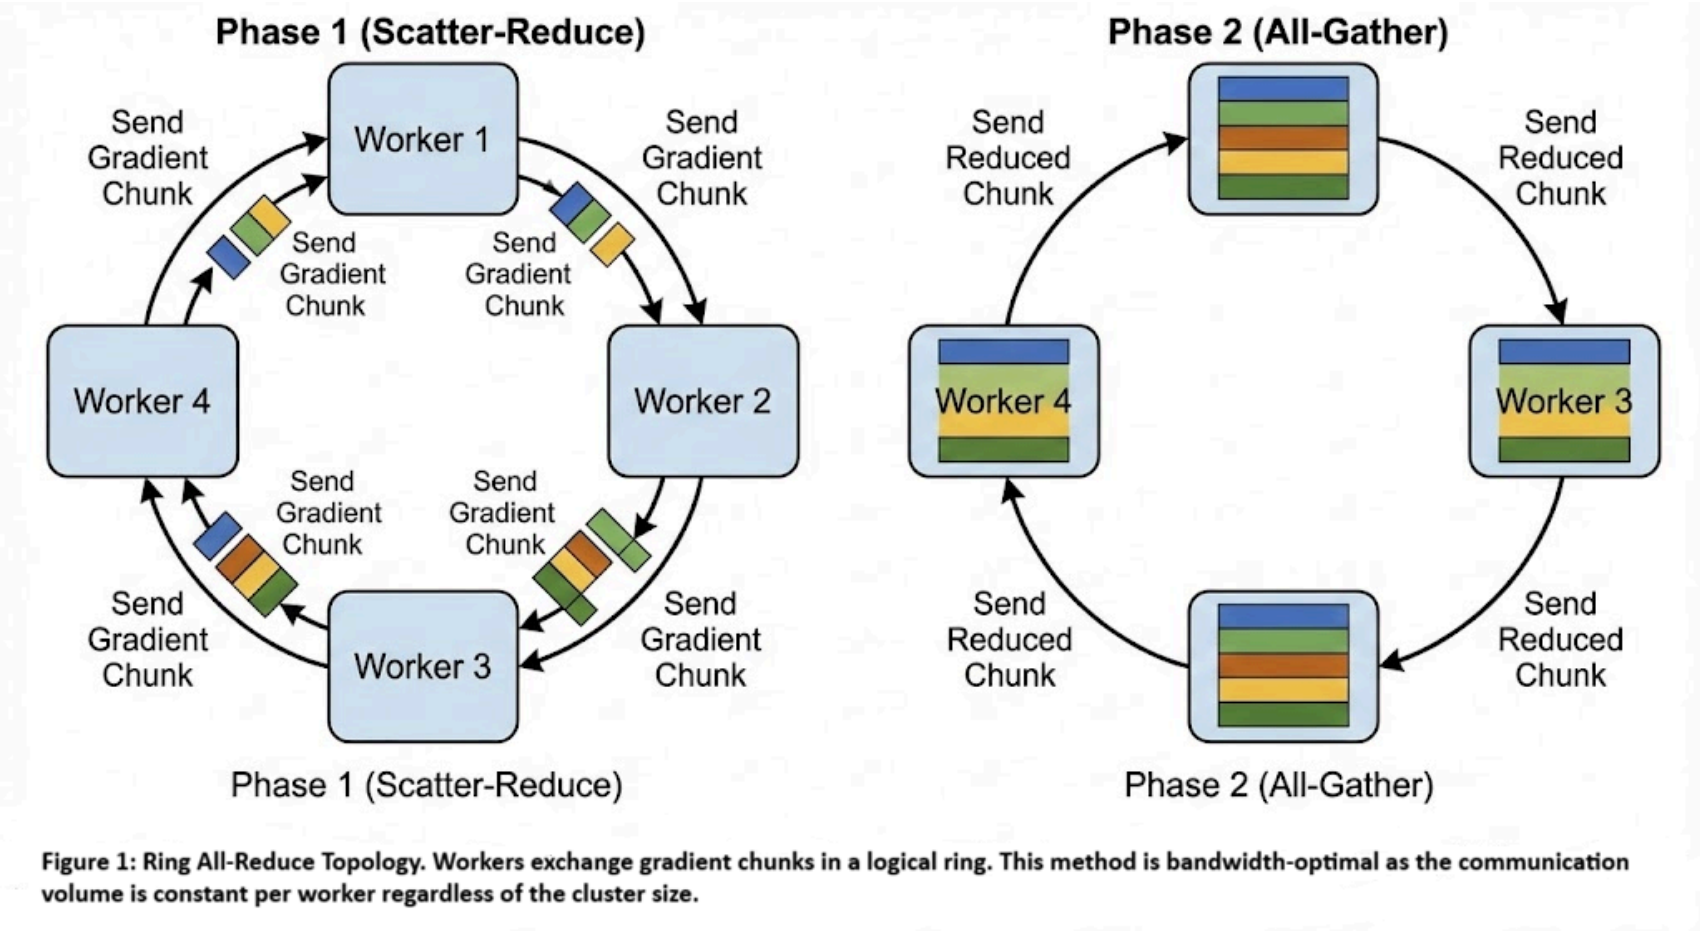 Phase 1 (Scatter-Reduce)
Send
Gradient
Chunk
Worker 1
Send
Gradient
Chunk
Send
Gradient
Chunk
Send
Gradient
Chunk
Worker 4
Worker 2
Send
Gradient
Chunk
Send
Gradient
Chunk
Send
Gradient
Chunk
Worker 3
Send
Gradient
Chunk
Phase 1 (Scatter-Reduce)
Phase 2 (All-Gather)
Send
Reduced
Chunk
Send
Reduced
Chunk
Worker 4
Worker 3
Send
Reduced
Chunk
Send
Reduced
Chunk
Phase 2 (All-Gather)
Figure 1: Ring All-Reduce Topology. Workers exchange gradient chunks in a logical ring. This method is bandwidth-optimal as the communication
volume is constant per worker regardless of the cluster size.